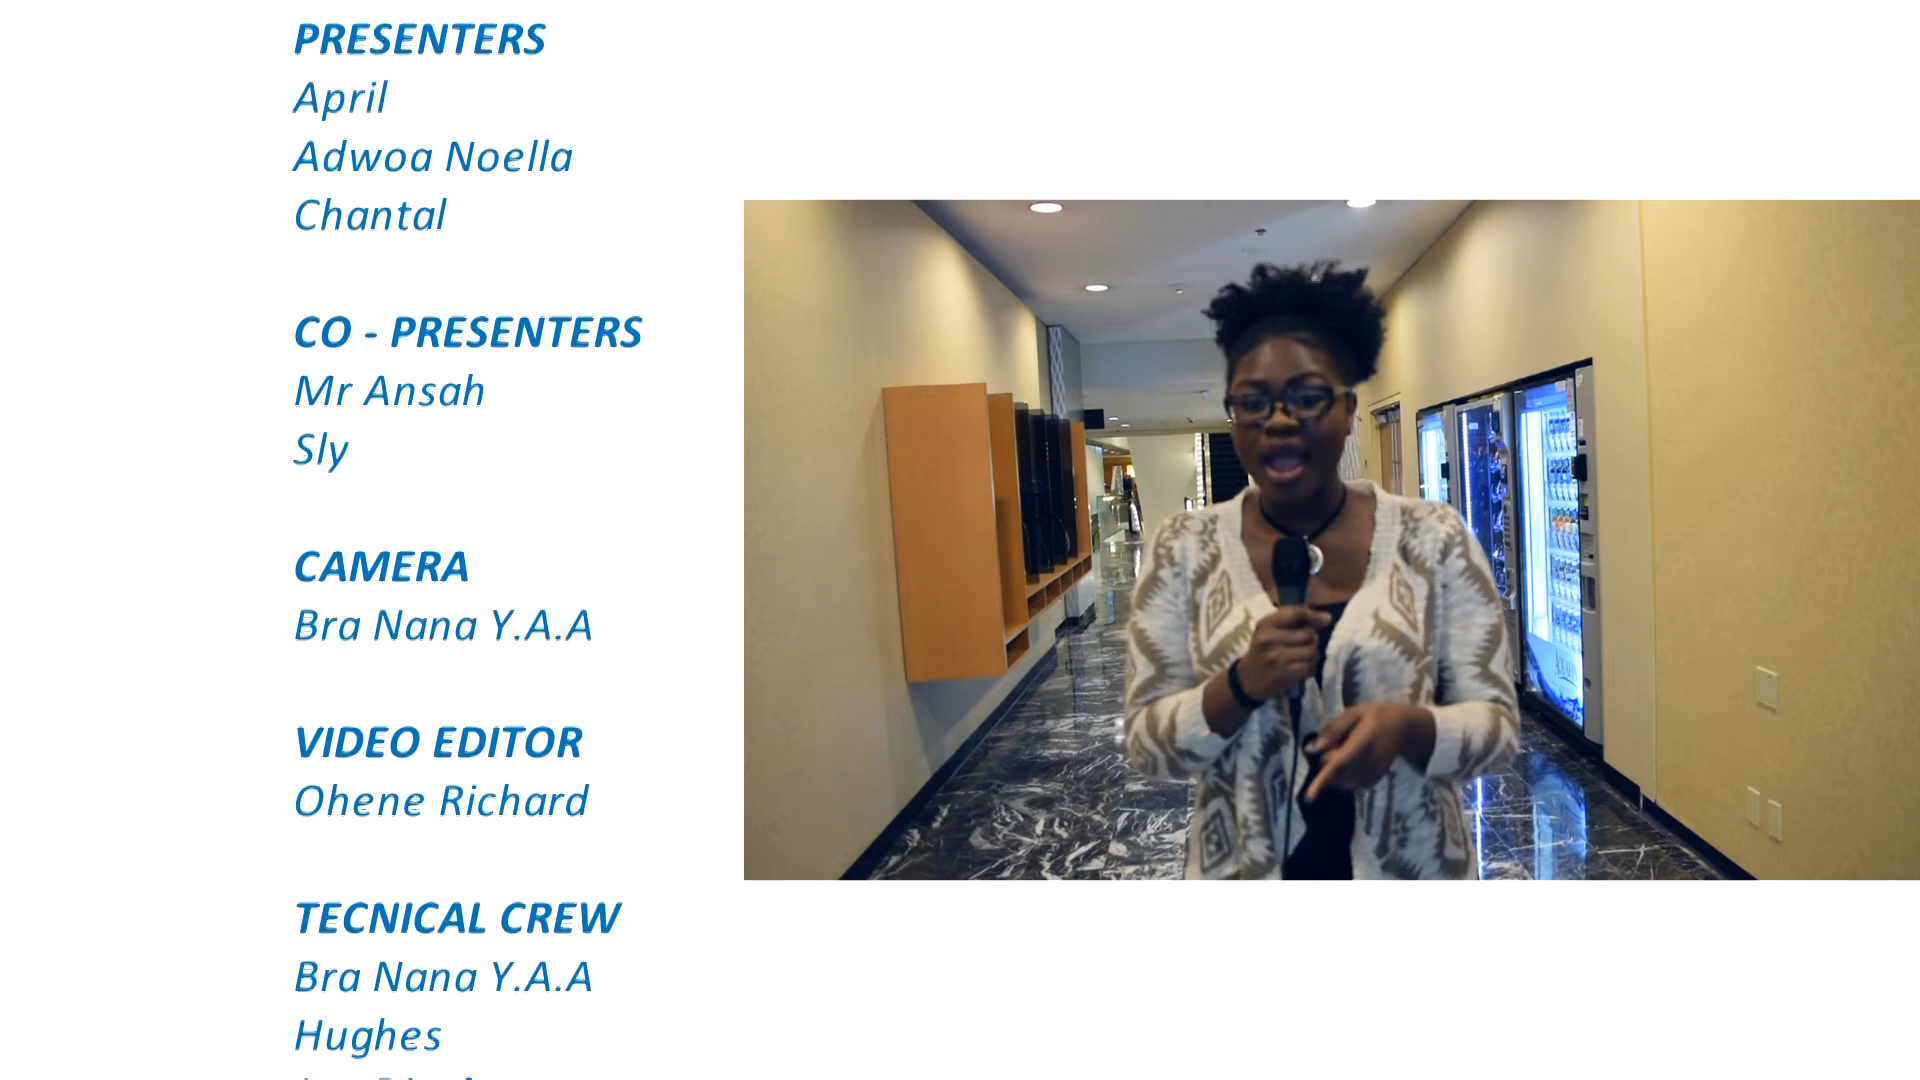 PRESENTERS
April
Adwoa Noella
Chantal
CO - PRESENTERS
Mr Ansah
Sly
CAMERA
Bra Nana Y.A.A
VIDEO EDITOR
Ohene Richard
TECNICAL CREW
Bra Nana Y.A.A
Hughes